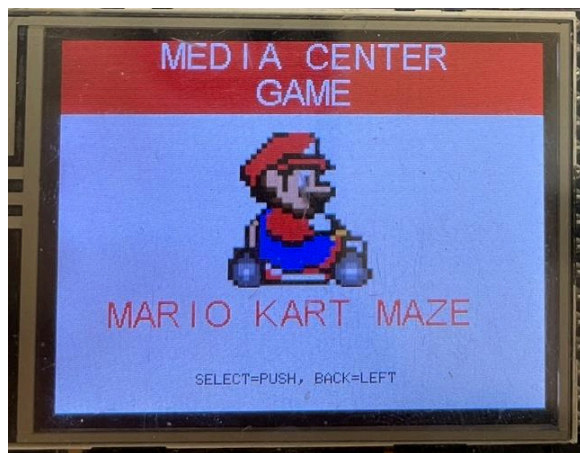 MEDIA CENTER
GAME
MARIO KART MAZE
SELECT=PUSH, BACK=LEFT